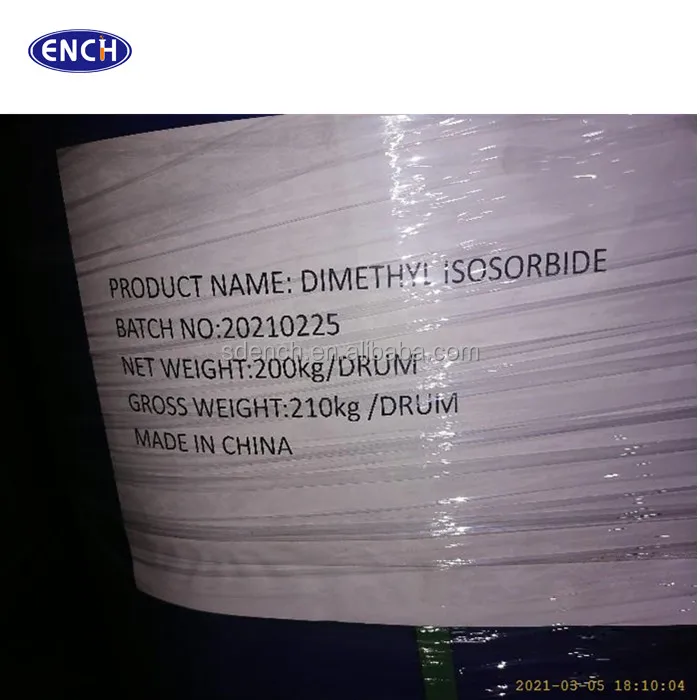 ENCH
PRODUCT NAME: DIMETHYL iSOSORBIDE
BATCH NO:20210225
sdench.en.alibaba.com
NET WEIGHT:200kg/DRUM
GROSS WEIGHT:210kg /DRUM
MADE IN CHINA
2021-03-05 18:10:04